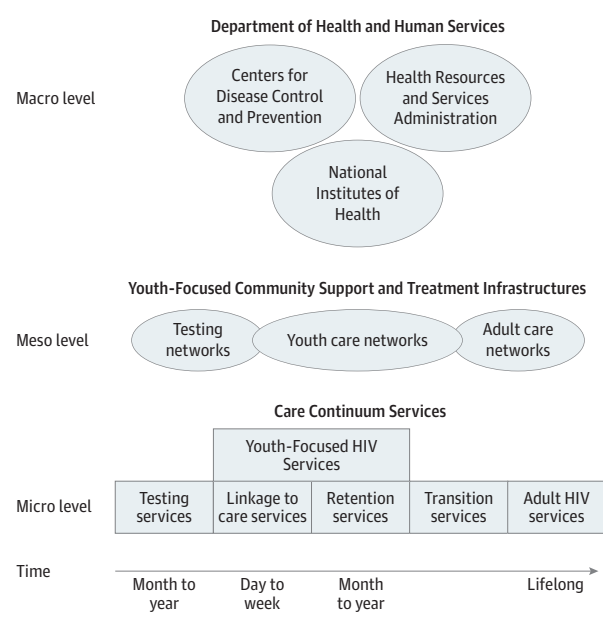 Department of Health and Human Services
Macro level
Centers for
Disease Control
and Prevention
Health Resources
and Services
Administration
National
Institutes of
Health
Youth-Focused Community Support and Treatment Infrastructures
Meso level
Testing
networks
Youth care networks
Adult care
networks
Care Continuum Services
Youth-Focused HIV
Services
Micro level
Testing
services
Linkage to
care services
Retention
services
Transition
services
Adult HIV
services
Time
Month to
year
Day to
week
Month
to year
Lifelong